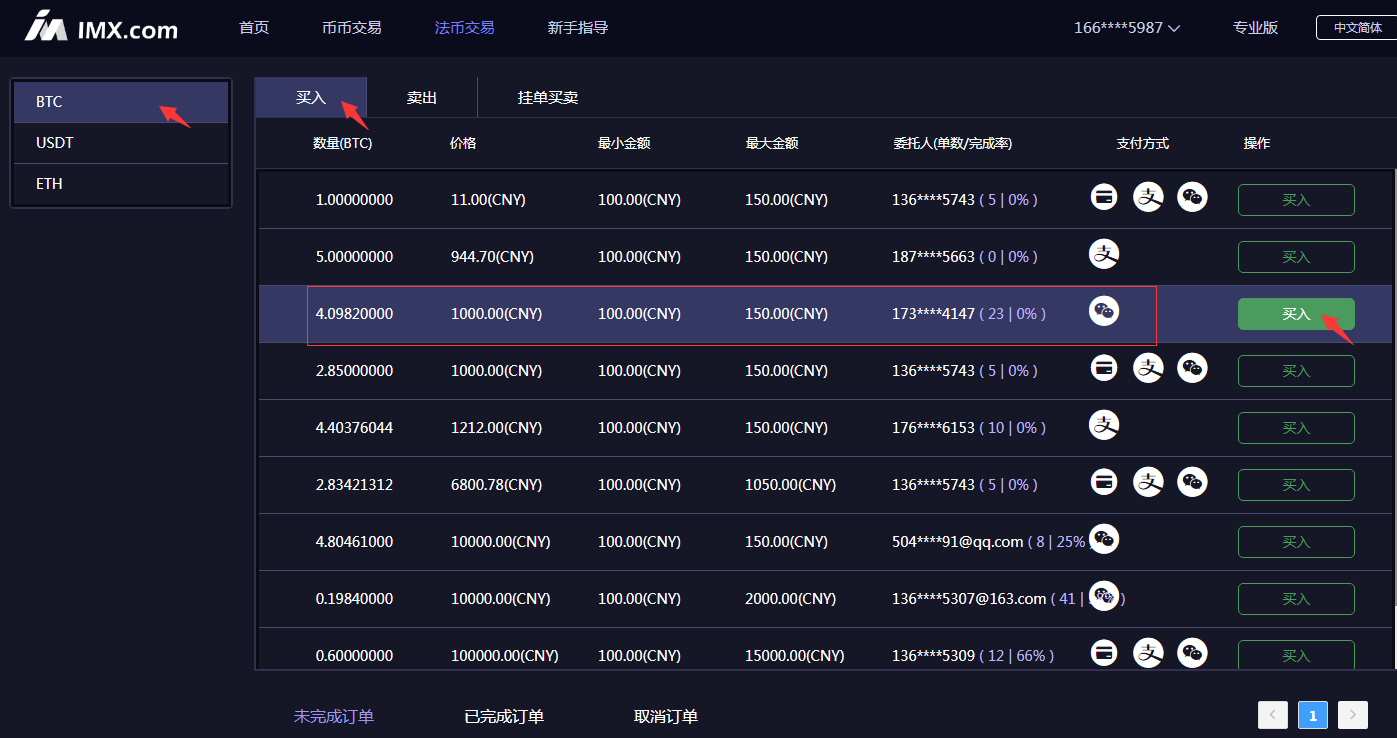 IMX.com 首页 币币交易 法币交易 新手指导 166****5987 专业版 中文简体
BTC
USDT
ETH
买入 卖出 挂单买卖
数量(BTC) 价格 最小金额 最大金额 委托人(单数/完成率) 支付方式 操作
1.00000000 11.00(CNY) 100.00(CNY) 150.00(CNY) 136****5743 ( 5 | 0% ) 支 买入
5.00000000 944.70(CNY) 100.00(CNY) 150.00(CNY) 187****5663 ( 0 | 0% ) 支 买入
4.09820000 1000.00(CNY) 100.00(CNY) 150.00(CNY) 173****4147 ( 23 | 0% ) 买入
2.85000000 1000.00(CNY) 100.00(CNY) 150.00(CNY) 136****5743 ( 5 | 0% ) 支 买入
4.40376044 1212.00(CNY) 100.00(CNY) 150.00(CNY) 176****6153 ( 10 | 0% ) 支 买入
2.83421312 6800.78(CNY) 100.00(CNY) 1050.00(CNY) 136****5743 ( 5 | 0% ) 支 买入
4.80461000 10000.00(CNY) 100.00(CNY) 150.00(CNY) 504****91@qq.com ( 8 | 25% 买入
0.19840000 10000.00(CNY) 100.00(CNY) 2000.00(CNY) 136****5307@163.com ( 41 | ) 买入
0.60000000 100000.00(CNY) 100.00(CNY) 15000.00(CNY) 136****5309 ( 12 | 66% ) 支 买入
未完成订单 已完成订单 取消订单 < 1 >